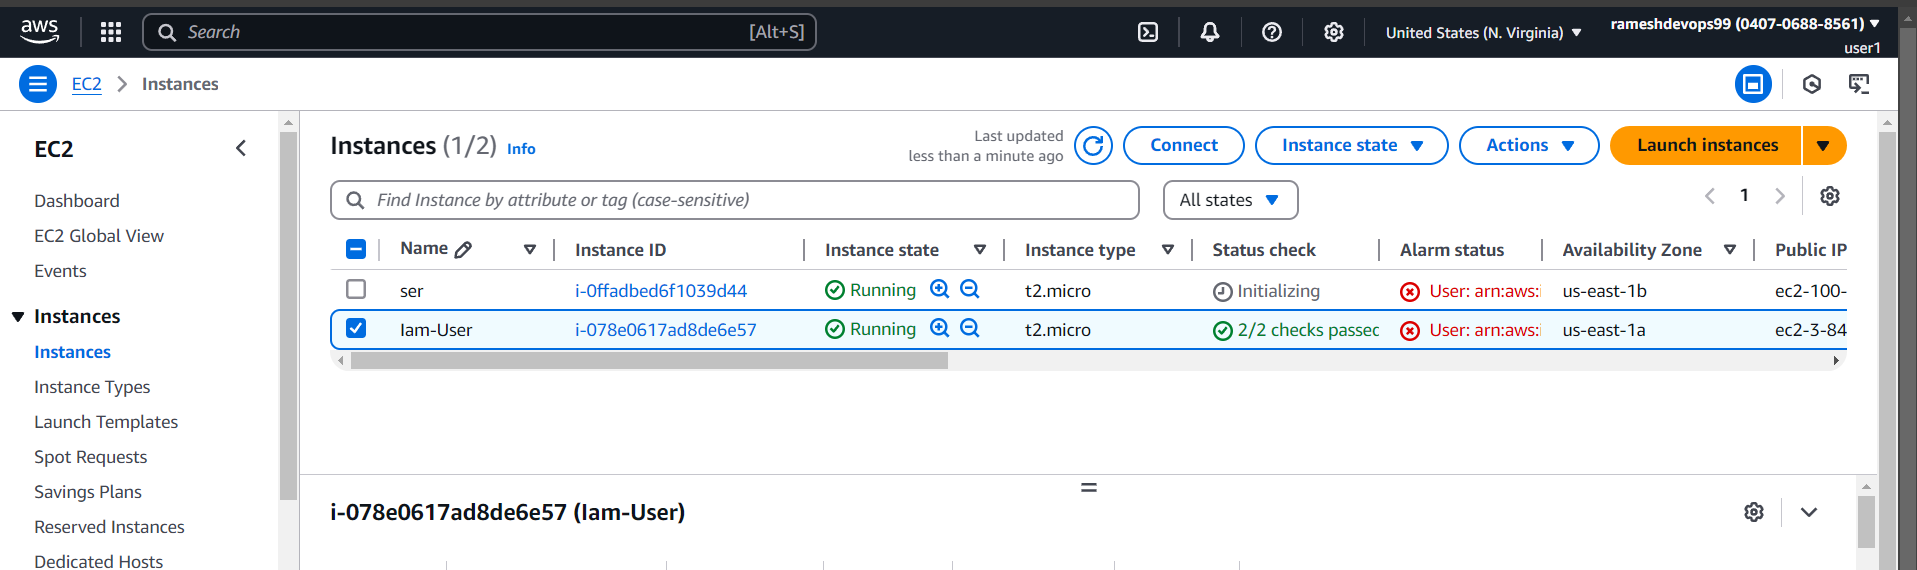 aws
Search [Alt+S]
United States (N. Virginia)
rameshdevops99 (0407-0688-8561)
user1
EC2 Instances
EC2
Dashboard
EC2 Global View
Events
Instances
Instances
Instance Types
Launch Templates
Spot Requests
Savings Plans
Reserved Instances
Dedicated Hosts
Instances (1/2) Info
Last updated
less than a minute ago
Connect
Instance state
Actions
Launch instances
Find Instance by attribute or tag (case-sensitive)
All states
1
Name Instance ID Instance state Instance type Status check Alarm status Availability Zone Public IP
ser i-0ffadbed6f1039d44 Running t2.micro Initializing User: arn:aws:i us-east-1b ec2-100-
Iam-User i-078e0617ad8de6e57 Running t2.micro 2/2 checks passed User: arn:aws:i us-east-1a ec2-3-84
i-078e0617ad8de6e57 (Iam-User)